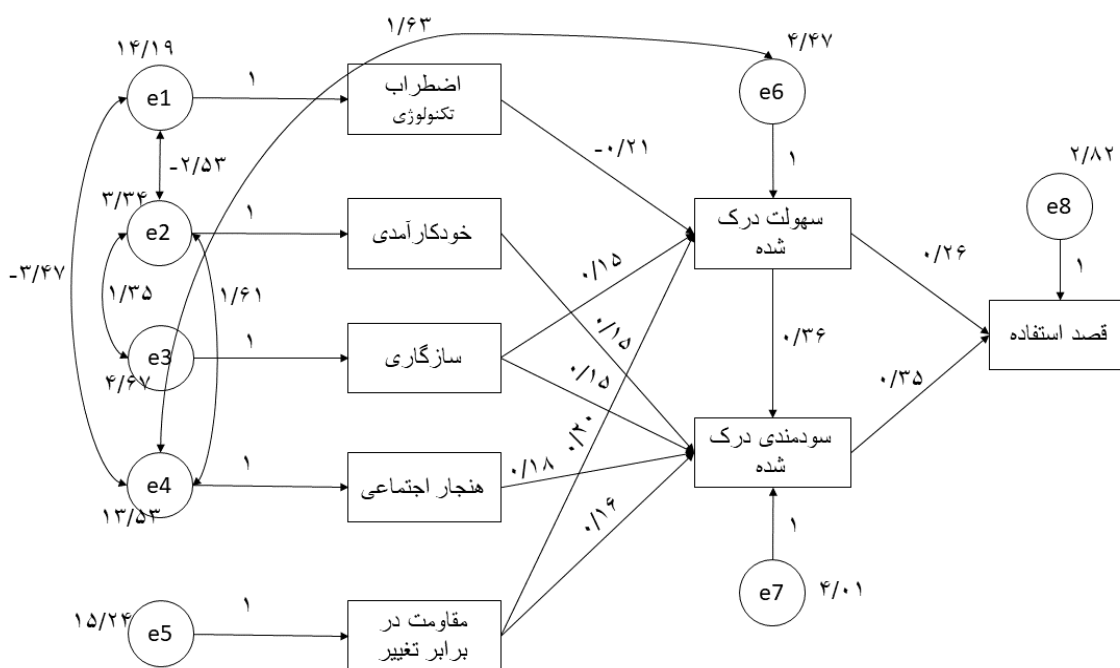 ۱/۶۳
۱۴/۱۹
۴/۴۷
e1
۱
اضطراب
تکنولوژی
e6
-۰/۲۱
۲/۸۲
-۲/۵۳
۱
۳/۳۴
e2
۱
خودکارآمدی
سهولت درک
شده
e8
-۳/۴۷
۱/۳۵
۱/۶۱
۰/۱۵
۰/۲۶
۱
e3
۱
سازگاری
۰/۱۵
۰/۳۶
قصد استفاده
۴/۶۷
۰/۱۵
۰/۳۵
۰/۲۰
سودمندی درک
شده
e4
۱
هنجار اجتماعی
۰/۱۸
۱۳/۵۳
۰/۱۶
۱
e7
۴/۰۱
۱۵/۲۴
e5
۱
مقاومت در
برابر تغییر